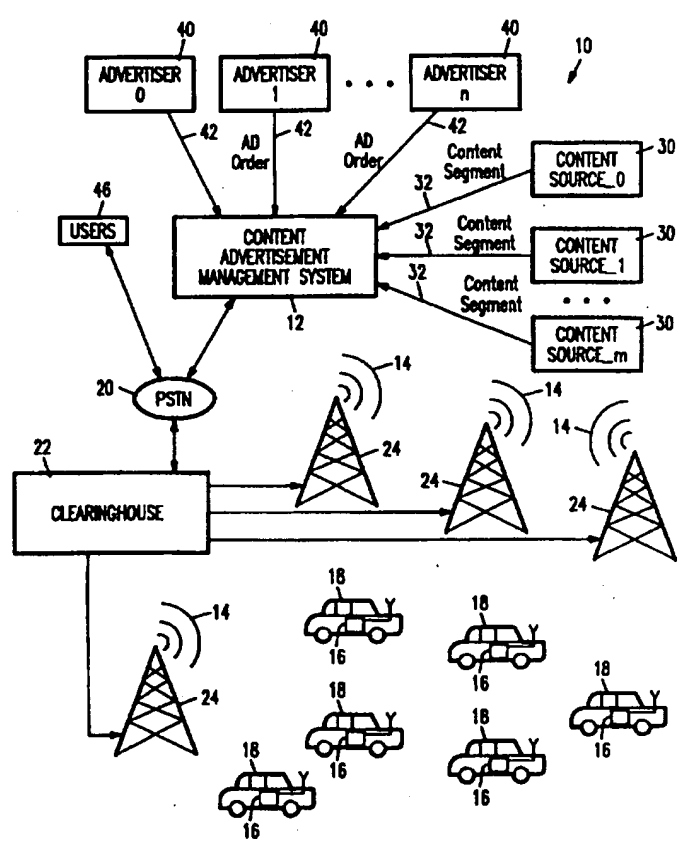 40 40 40
ADVERTISER
0
ADVERTISER
1
. . .
ADVERTISER
n
10
42 42 42
AD
Order
AD
Order
Content
Segment
32
CONTENT
SOURCE_0
30
46
USERS
CONTENT
ADVERTISEMENT
MANAGEMENT SYSTEM
12
32
Content
Segment
CONTENT
SOURCE_1
30
. . .
32
Content
Segment
CONTENT
SOURCE_m
30
20
PSTN
14 14 14
22
CLEARINGHOUSE
24 24 24
14
24
18
16
18
16
18
16
18
16
18
16
18
16